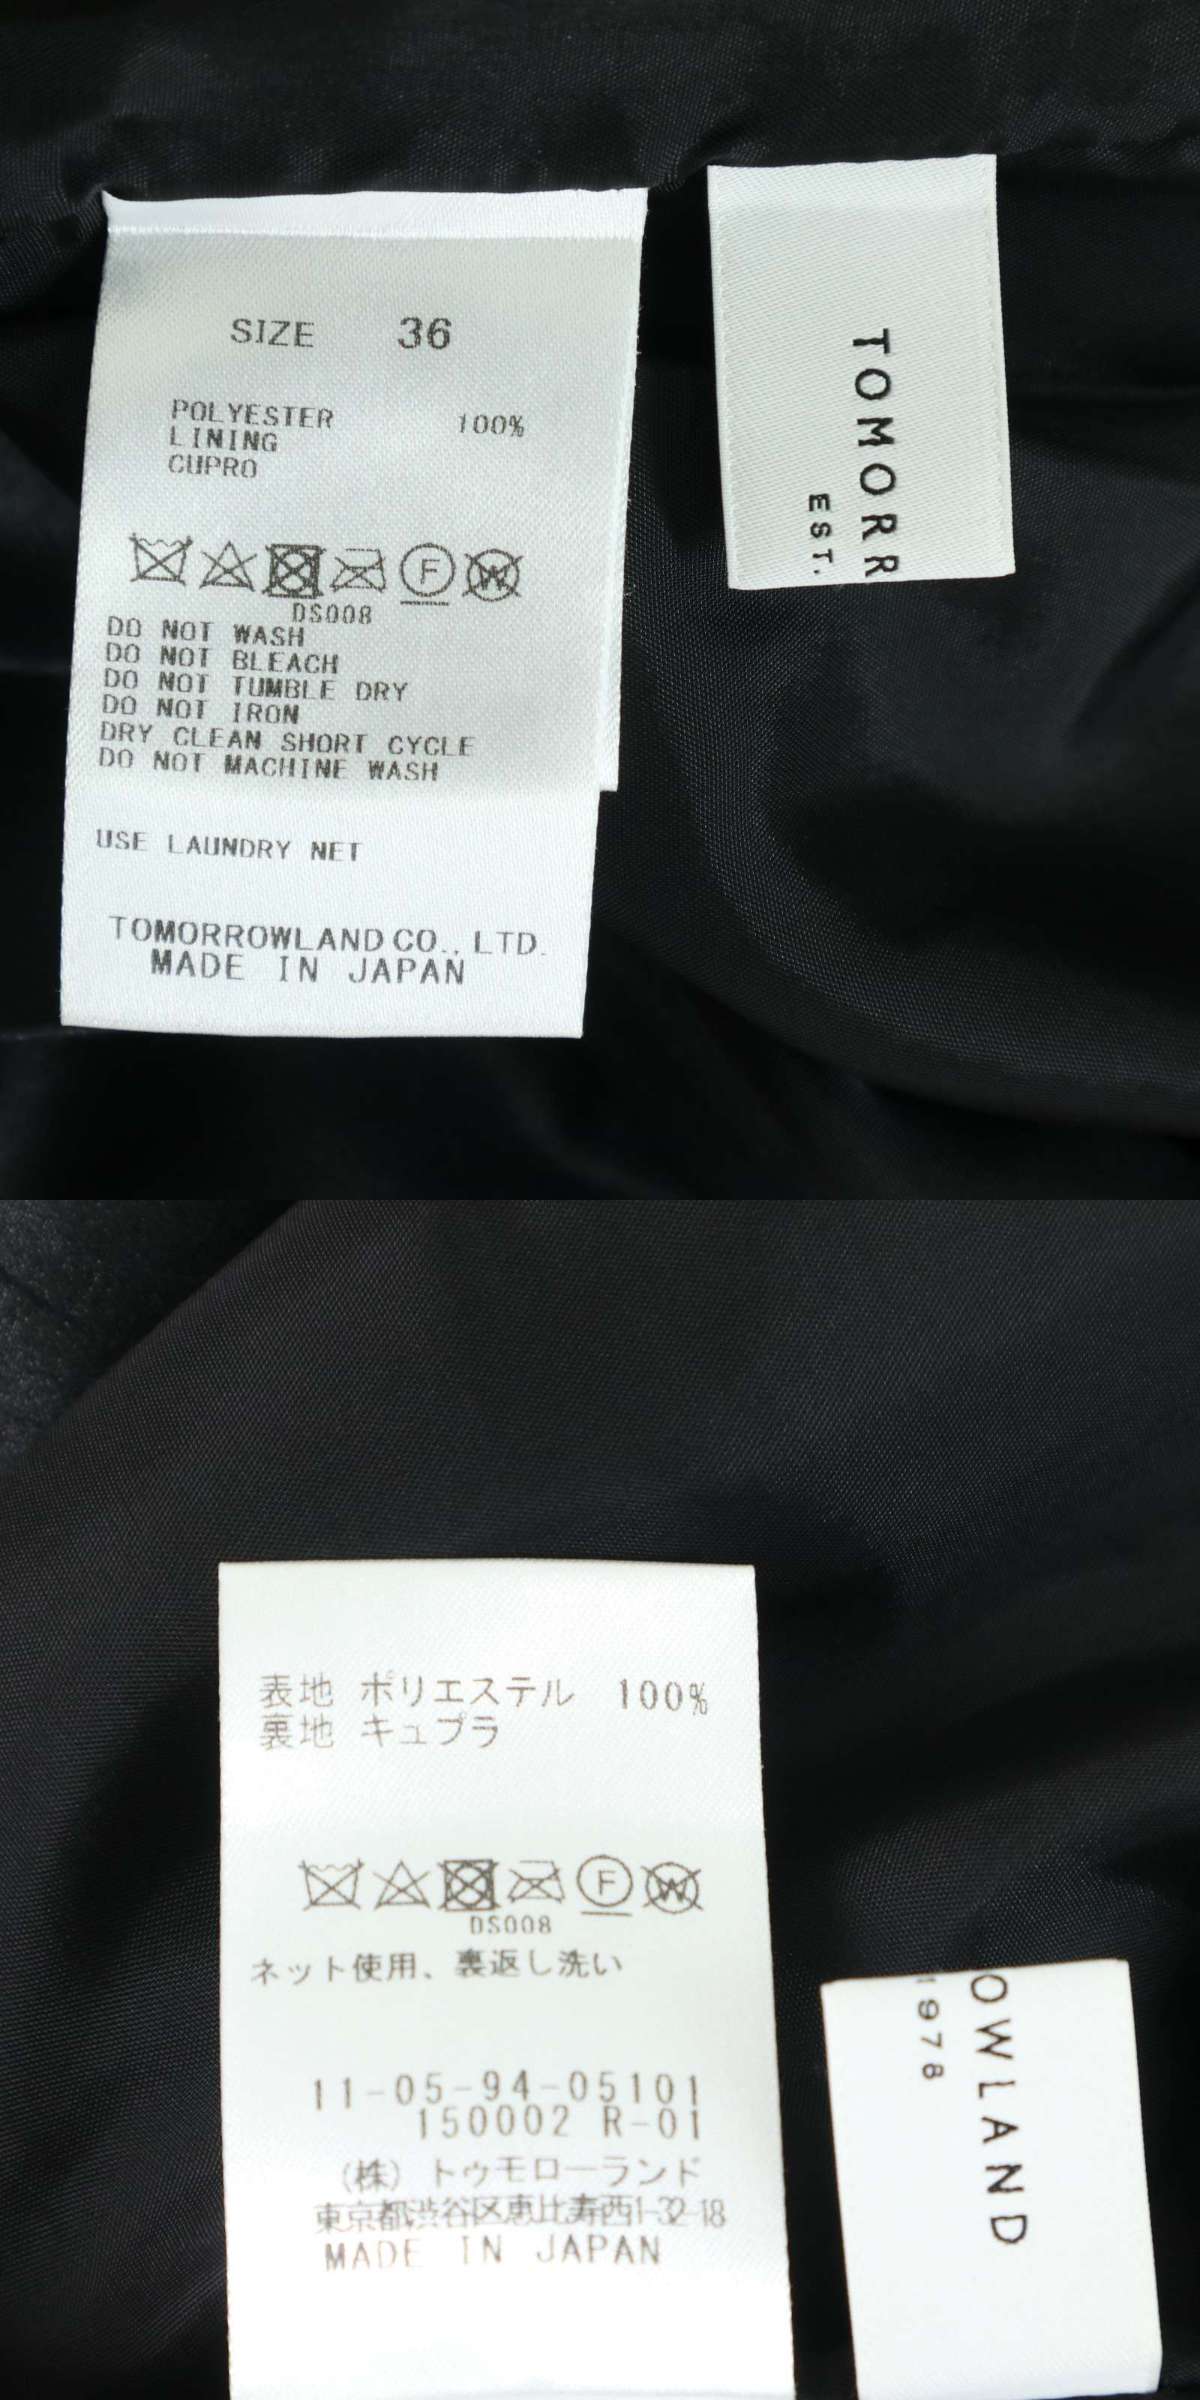 SIZE 36
POLYESTER 100%
LINING
CUPRO
F W
DS008
DO NOT WASH
DO NOT BLEACH
DO NOT TUMBLE DRY
DO NOT IRON
DRY CLEAN SHORT CYCLE
DO NOT MACHINE WASH
USE LAUNDRY NET
TOMORROWLAND CO., LTD.
MADE IN JAPAN
TOMORR
EST.
表地 ポリエステル 100%
裏地 キュプラ
F W
DS008
ネット使用、裏返し洗い
11-05-94-05101
150002 R-01
(株) トゥモローランド
東京都渋谷区恵比寿西1-32-18
MADE IN JAPAN
OWLAND
1978